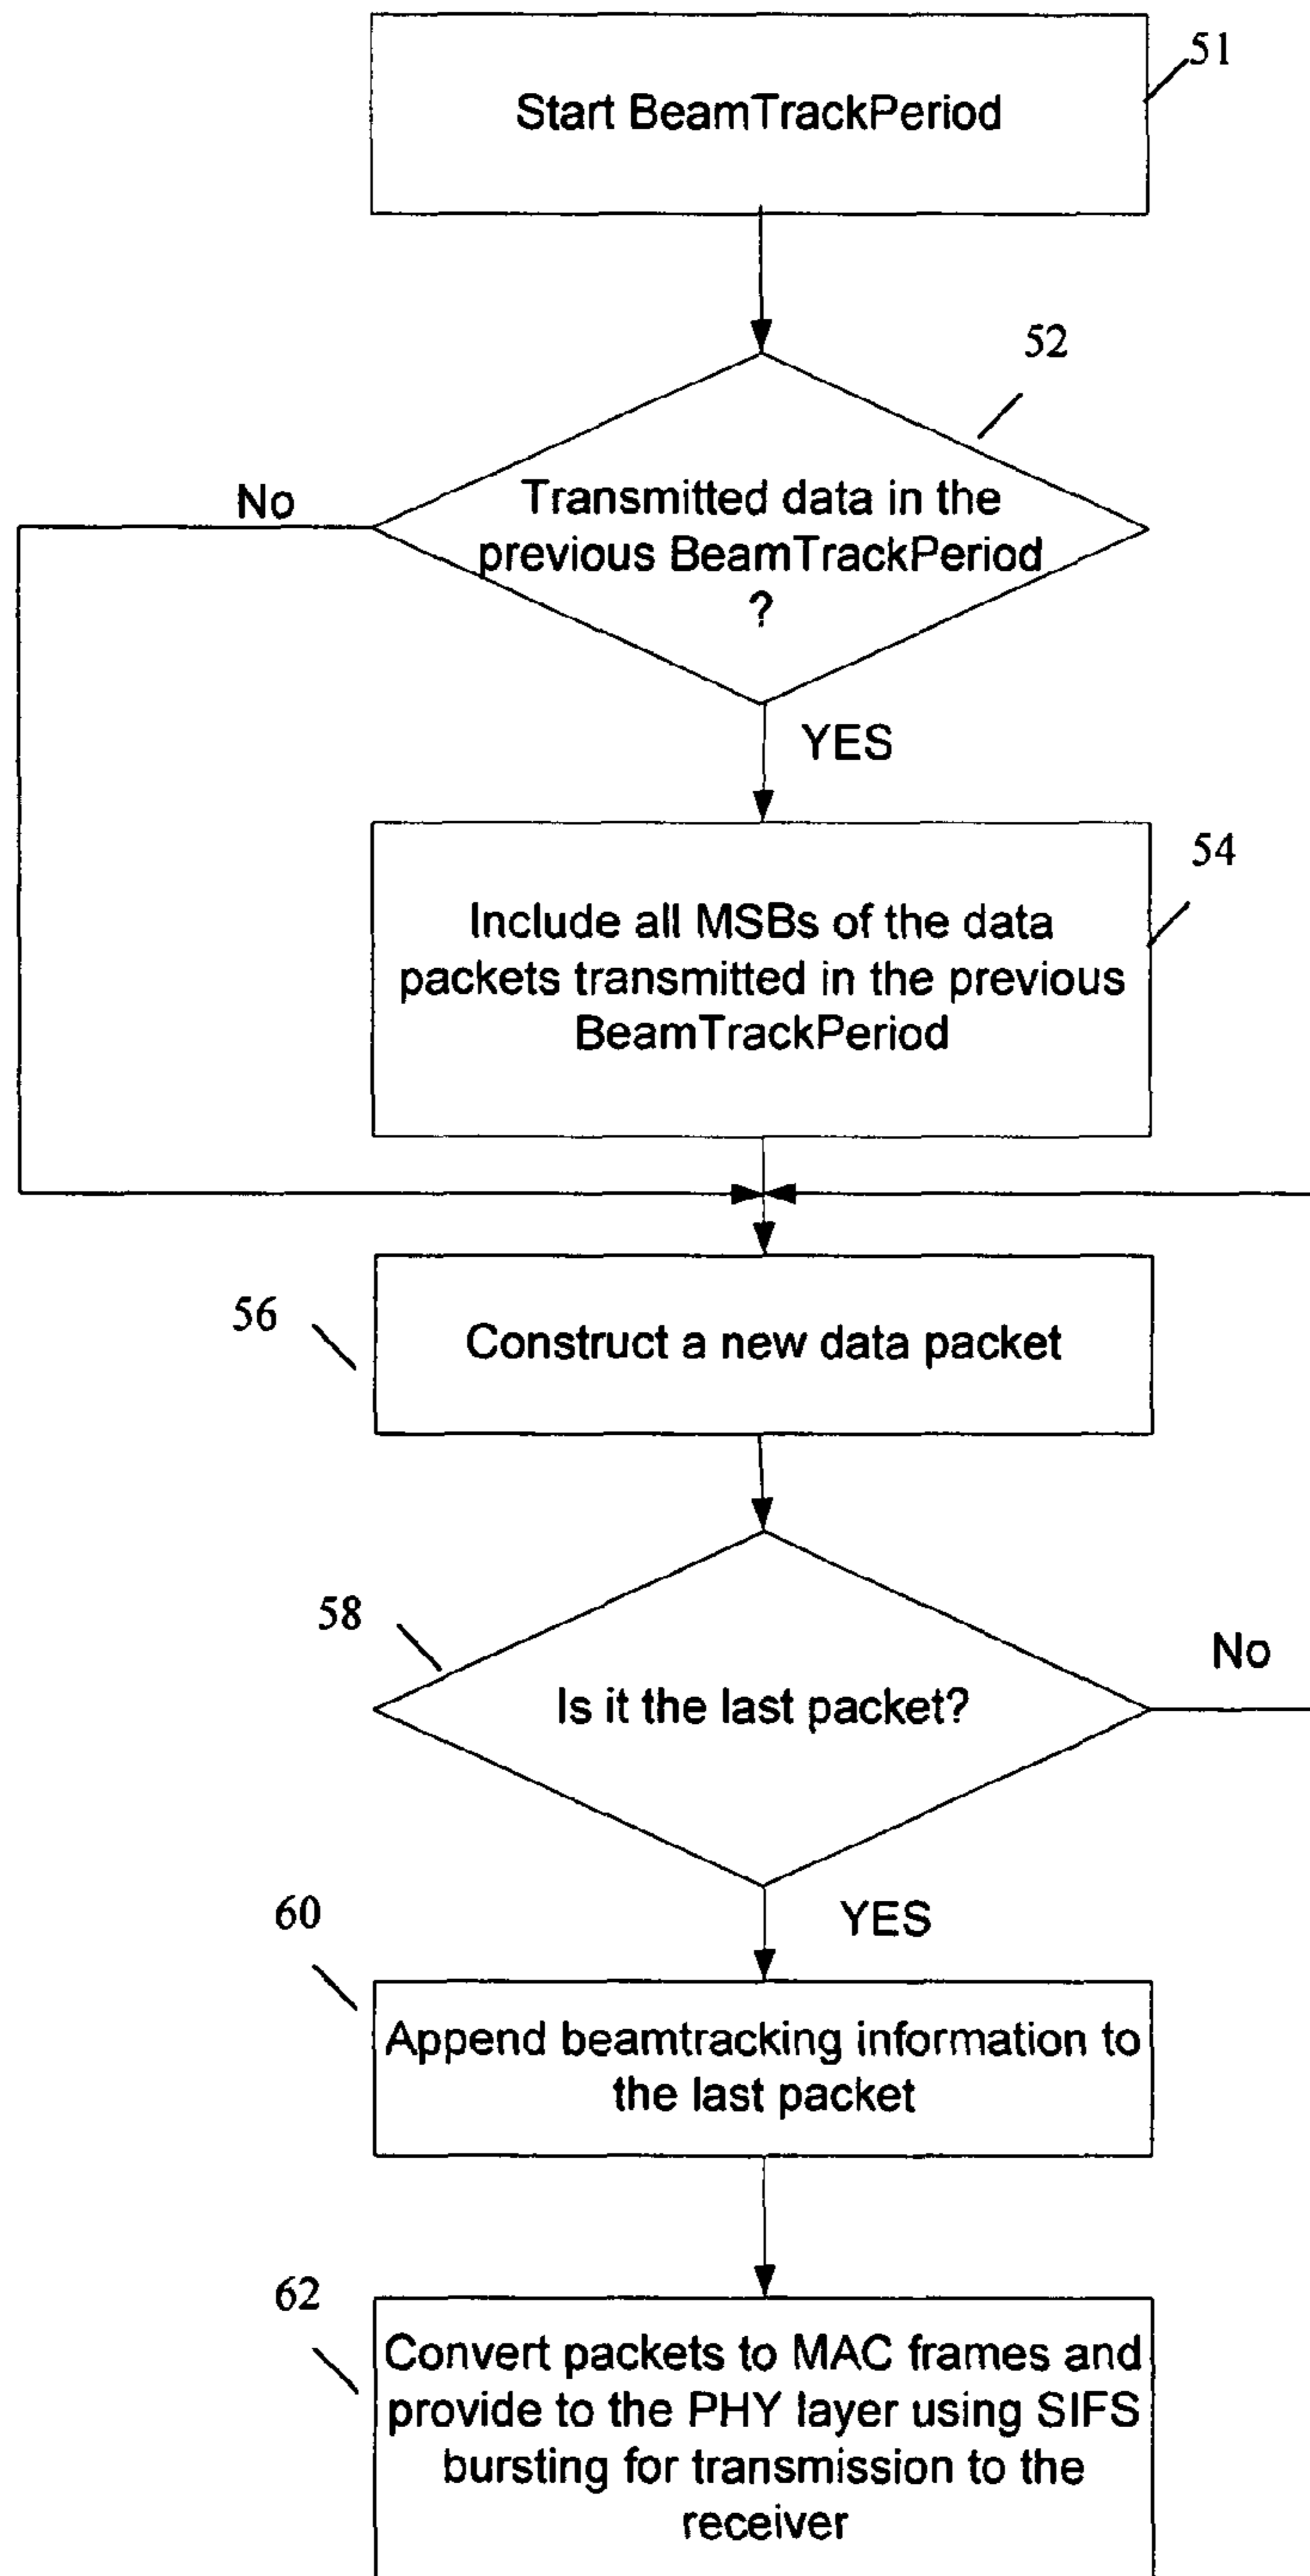 51
Start BeamTrackPeriod
52
No
Transmitted data in the
previous BeamTrackPeriod
?
YES
54
Include all MSBs of the data
packets transmitted in the previous
BeamTrackPeriod
56
Construct a new data packet
58
No
Is it the last packet?
YES
60
Append beamtracking information to
the last packet
62
Convert packets to MAC frames and
provide to the PHY layer using SIFS
bursting for transmission to the
receiver